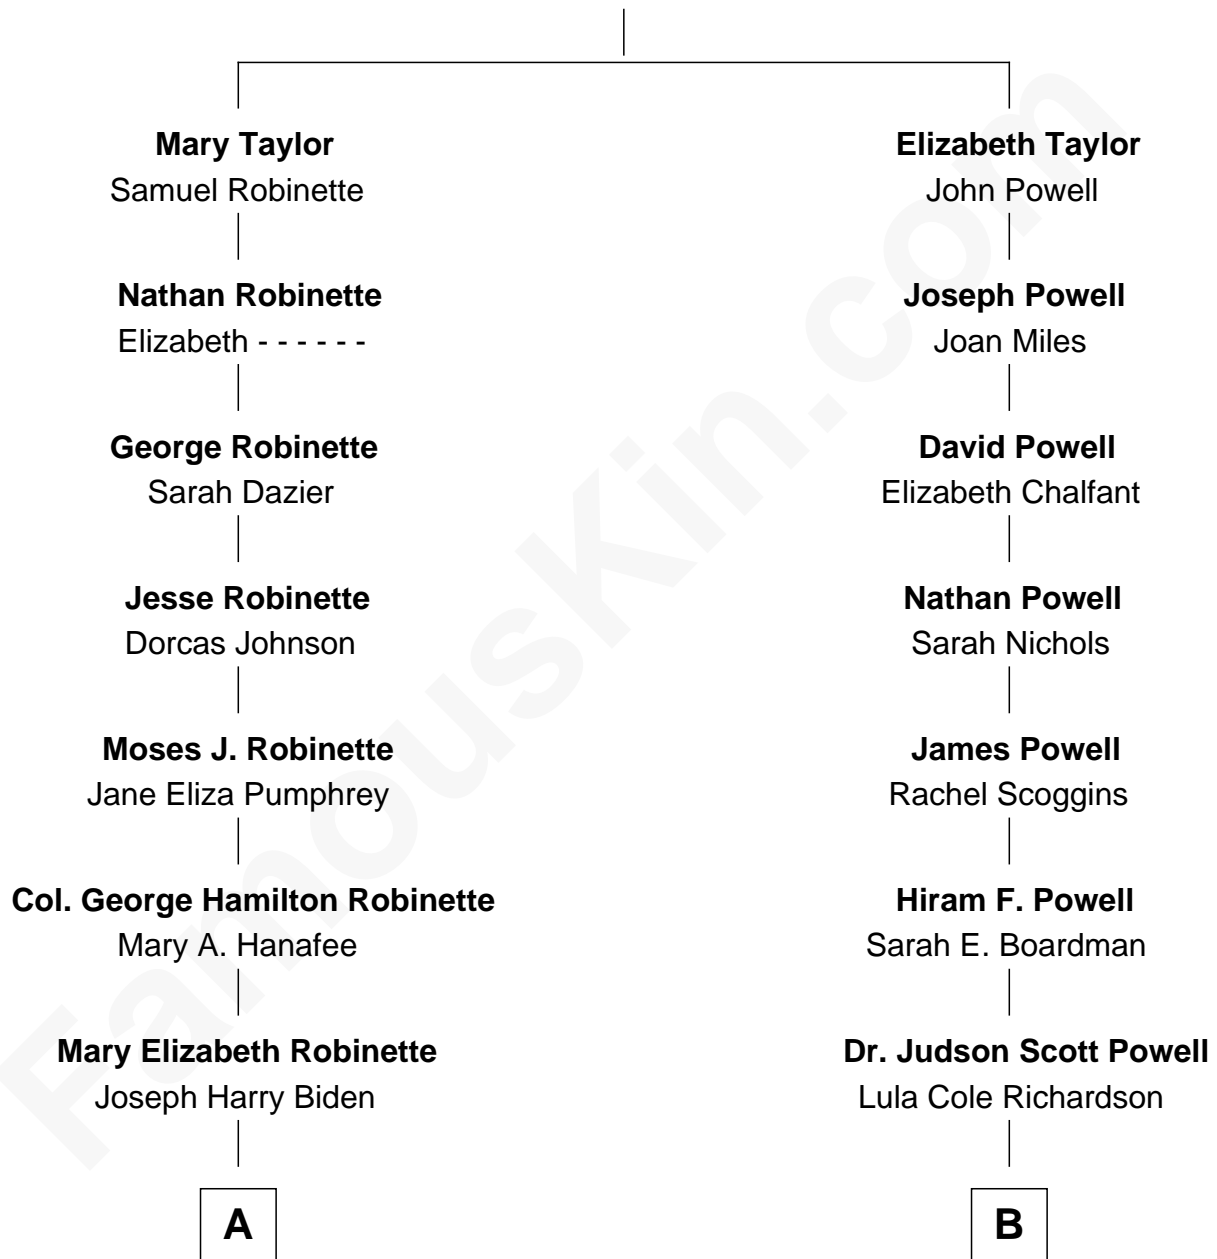 Mary Taylor
Samuel Robinette
Nathan Robinette
Elizabeth - - - - - -
George Robinette
Sarah Dazier
Jesse Robinette
Dorcas Johnson
Moses J. Robinette
Jane Eliza Pumphrey
Col. George Hamilton Robinette
Mary A. Hanafee
Mary Elizabeth Robinette
Joseph Harry Biden
A
Elizabeth Taylor
John Powell
Joseph Powell
Joan Miles
David Powell
Elizabeth Chalfant
Nathan Powell
Sarah Nichols
James Powell
Rachel Scoggins
Hiram F. Powell
Sarah E. Boardman
Dr. Judson Scott Powell
Lula Cole Richardson
B
FamousKin.com